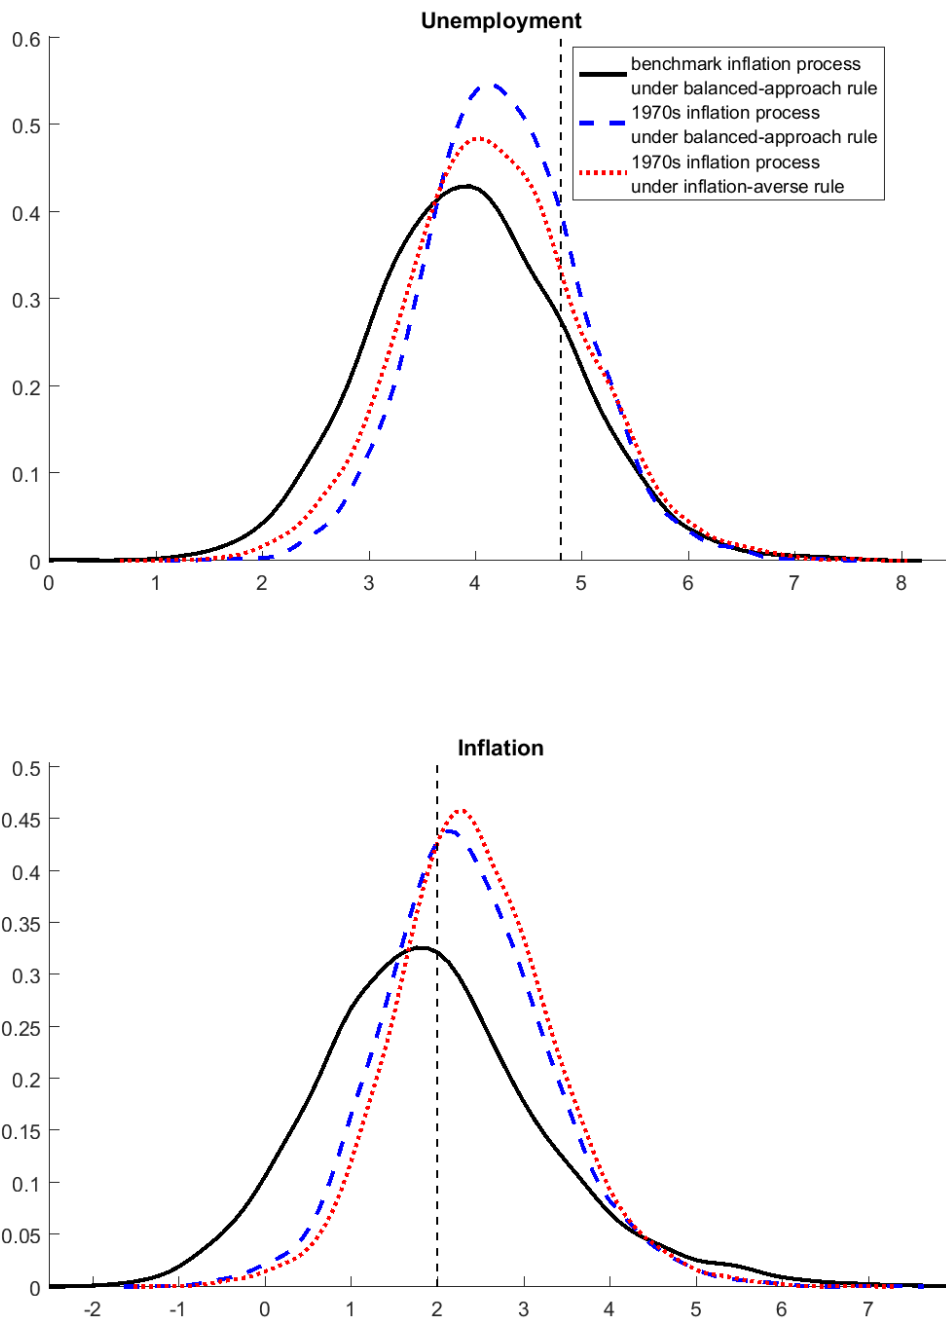 Unemployment
0.6
0.5
0.4
0.3
0.2
0.1
0
benchmark inflation process
under balanced-approach rule
1970s inflation process
under balanced-approach rule
1970s inflation process
under inflation-averse rule
0 1 2 3 4 5 6 7 8
Inflation
0.5
0.45
0.4
0.35
0.3
0.25
0.2
0.15
0.1
0.05
0
-2 -1 0 1 2 3 4 5 6 7